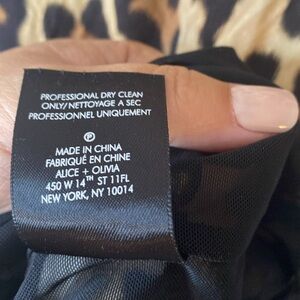 PROFESSIONAL DRY CLEAN
ONLY/NETTOYAGE A SEC
PROFESSIONNEL UNIQUEMENT
P
MADE IN CHINA
FABRIQUÉ EN CHINE
ALICE + OLIVIA
450 W 14TH ST 11FL
NEW YORK, NY 10014